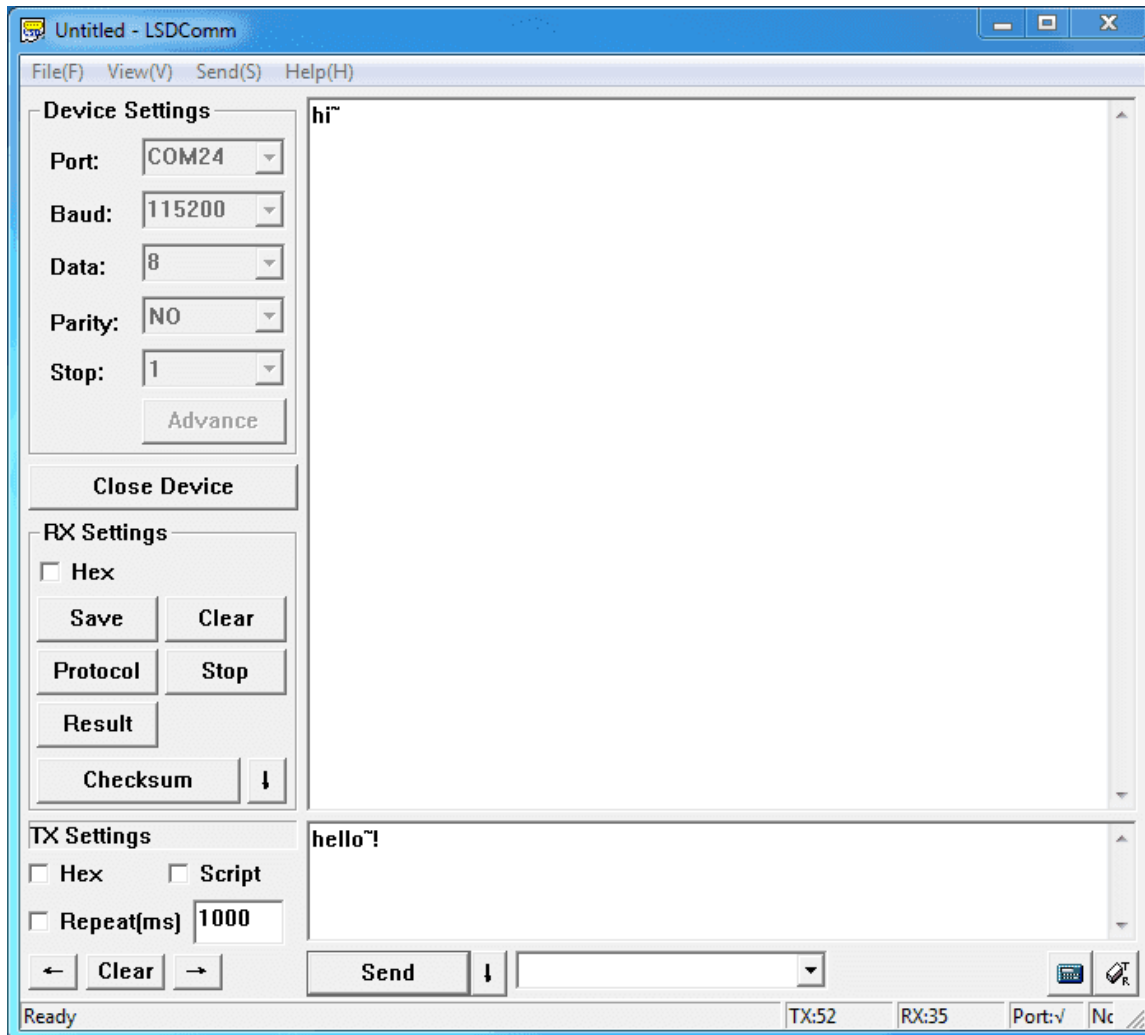 Untitled - LSDComm
File(F) View(V) Send(S) Help(H)
Device Settings
Port: COM24
Baud: 115200
Data: 8
Parity: NO
Stop: 1
Advance
Close Device
RX Settings
Hex
Save Clear
Protocol Stop
Result
Checksum
hi~
TX Settings
Hex Script
Repeat(ms) 1000
← Clear →
hello~!
Send
Ready TX:52 RX:35 Port:√